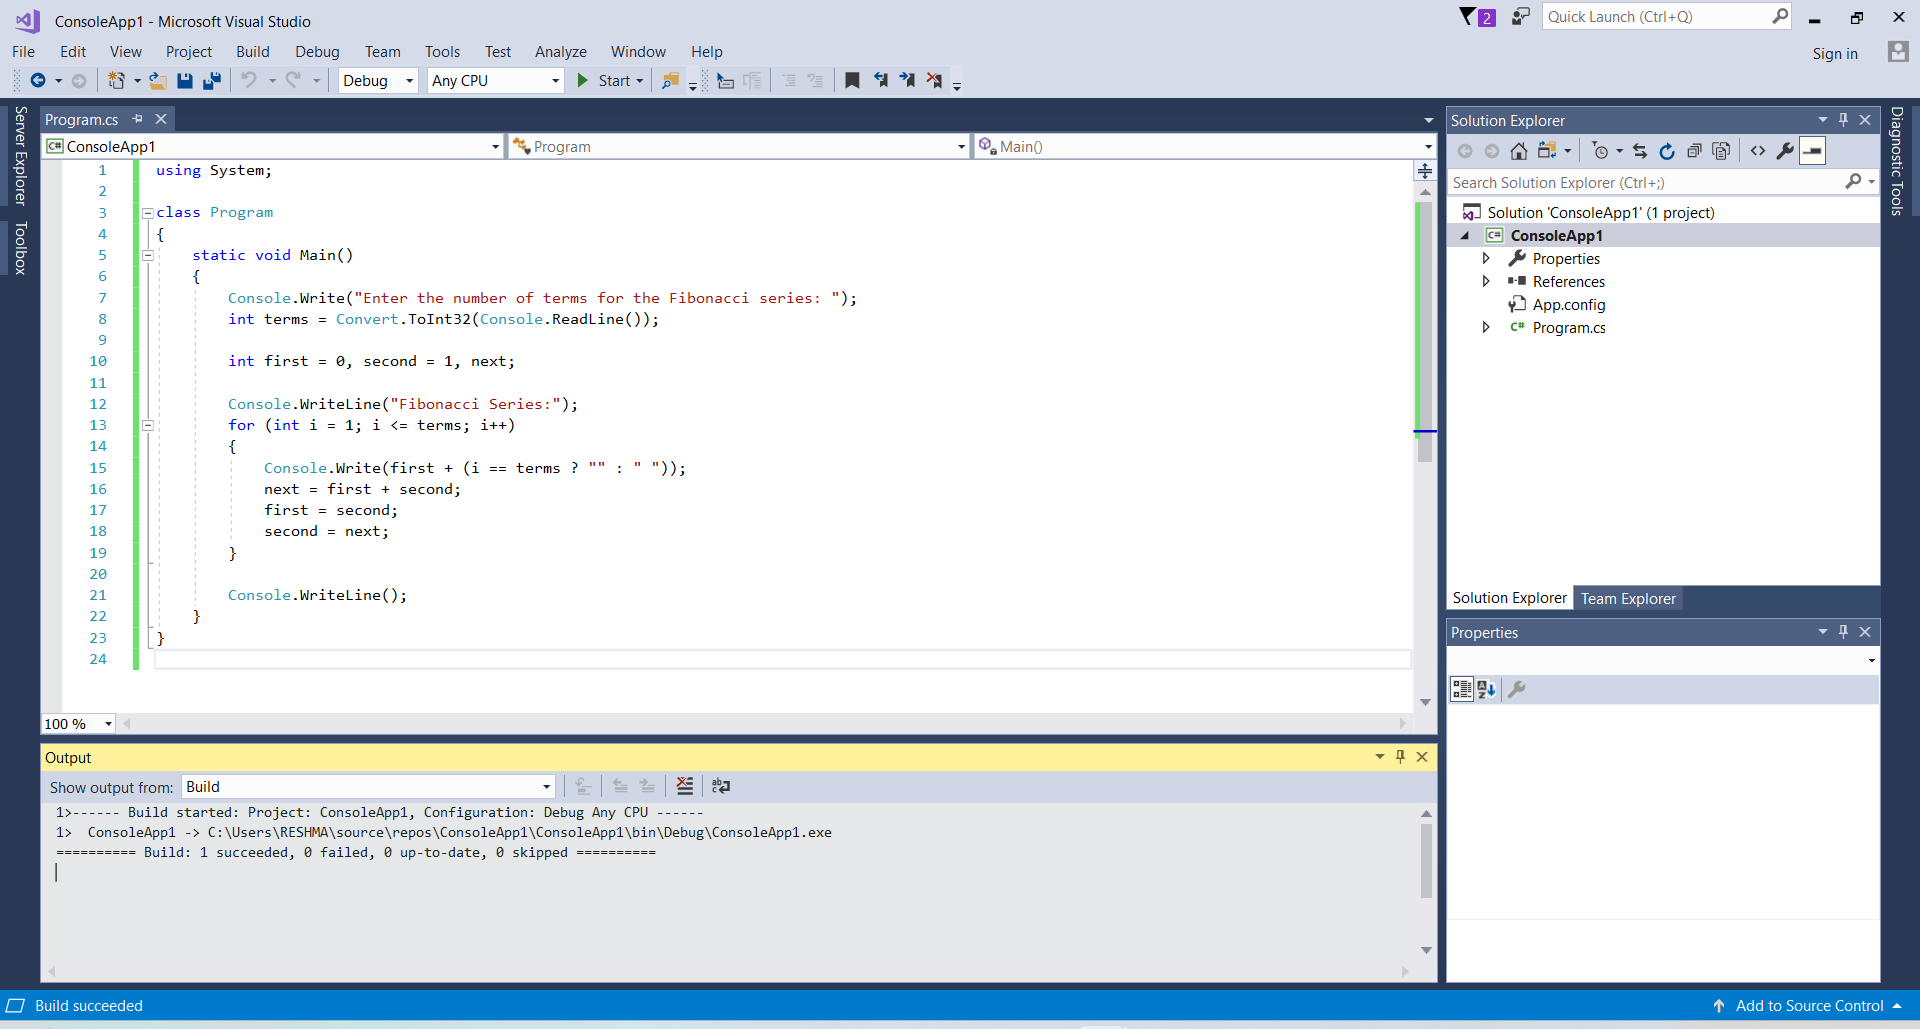 ConsoleApp1 - Microsoft Visual Studio
2
Quick Launch (Ctrl+Q)
File Edit View Project Build Debug Team Tools Test Analyze Window Help
Sign in
Debug Any CPU Start
Server Explorer
Toolbox
Program.cs
C# ConsoleApp1 Program Main()
1 using System;
2
3 class Program
4 {
5     static void Main()
6     {
7         Console.Write("Enter the number of terms for the Fibonacci series: ");
8         int terms = Convert.ToInt32(Console.ReadLine());
9
10         int first = 0, second = 1, next;
11
12         Console.WriteLine("Fibonacci Series:");
13         for (int i = 1; i <= terms; i++)
14         {
15             Console.Write(first + (i == terms ? "" : " "));
16             next = first + second;
17             first = second;
18             second = next;
19         }
20
21         Console.WriteLine();
22     }
23 }
24
100 %
Output
Show output from: Build
1>------ Build started: Project: ConsoleApp1, Configuration: Debug Any CPU ------
1>  ConsoleApp1 -> C:\Users\RESHMA\source\repos\ConsoleApp1\ConsoleApp1\bin\Debug\ConsoleApp1.exe
========== Build: 1 succeeded, 0 failed, 0 up-to-date, 0 skipped ==========
Solution Explorer
Search Solution Explorer (Ctrl+;)
Solution 'ConsoleApp1' (1 project)
C# ConsoleApp1
Properties
References
App.config
C# Program.cs
Solution Explorer Team Explorer
Properties
Diagnostic Tools
Build succeeded
Add to Source Control